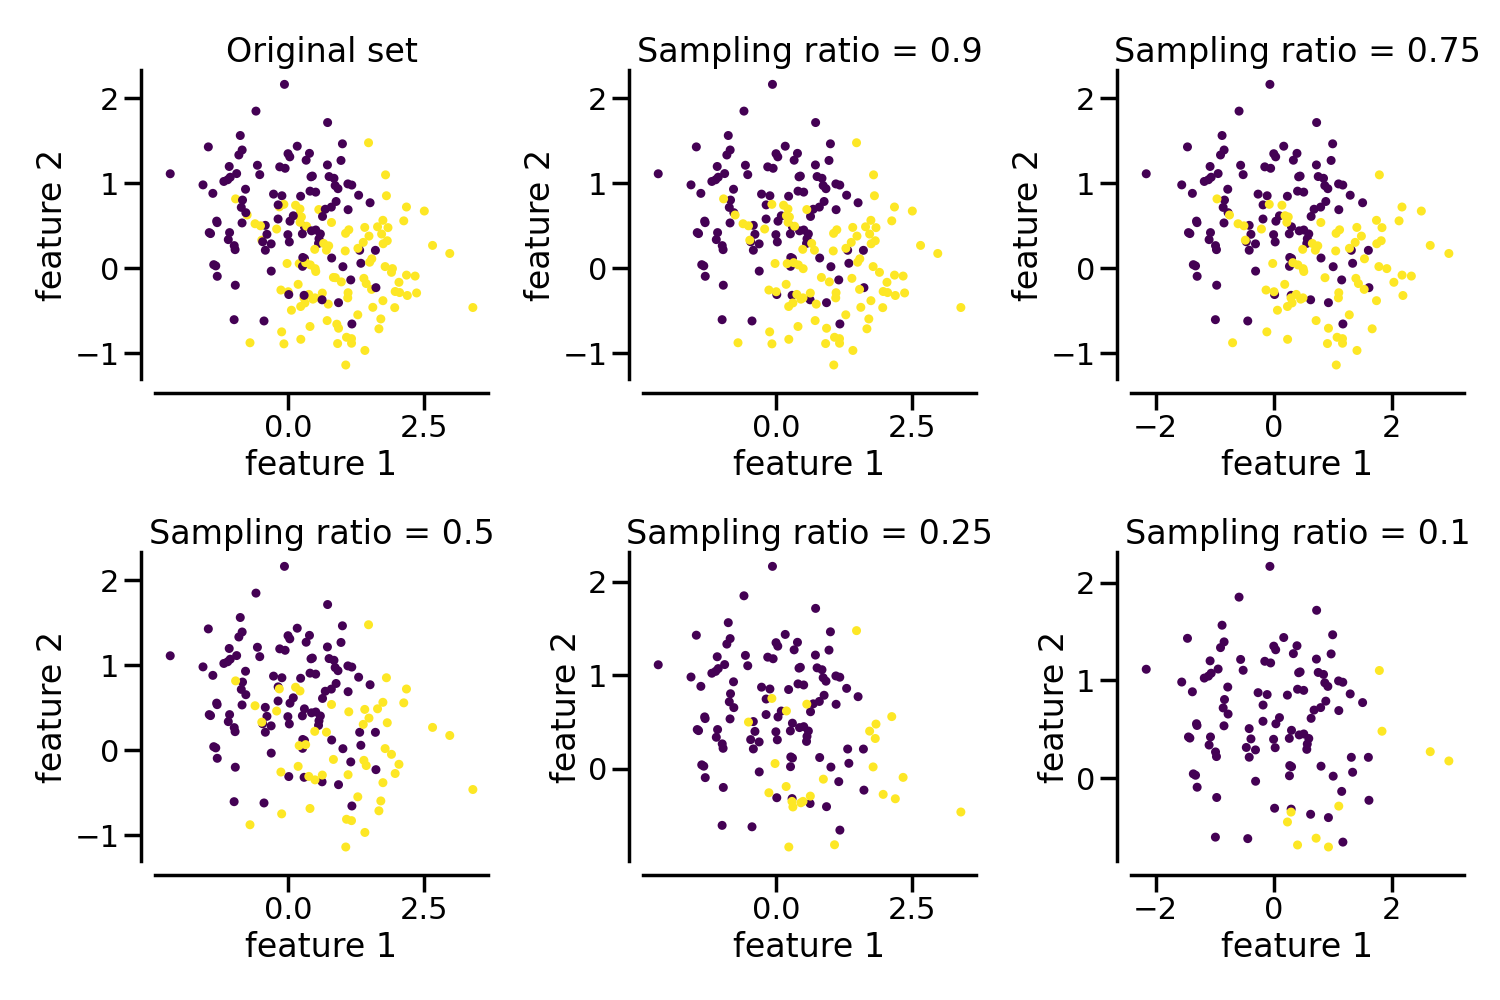 Original set
Sampling ratio = 0.9
Sampling ratio = 0.75
feature 2
2
1
0
−1
0.0
2.5
feature 1
feature 2
2
1
0
−1
0.0
2.5
feature 1
feature 2
2
1
0
−1
−2
0
2
feature 1
Sampling ratio = 0.5
Sampling ratio = 0.25
Sampling ratio = 0.1
feature 2
2
1
0
−1
0.0
2.5
feature 1
feature 2
2
1
0
0.0
2.5
feature 1
feature 2
2
1
0
−2
0
2
feature 1